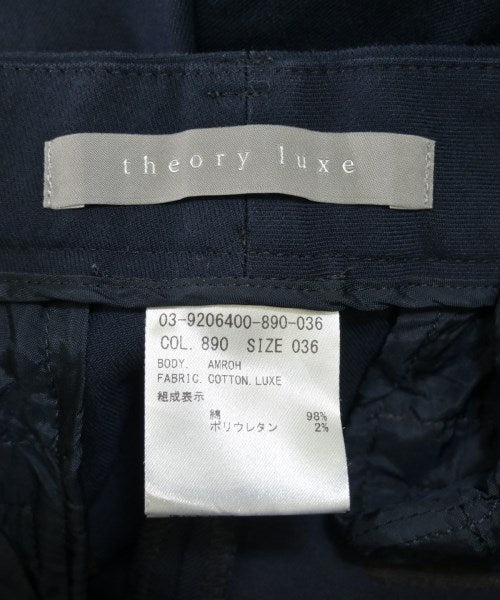 theory luxe
03-9206400-890-036
COL. 890 SIZE 036
BODY. AMROH
FABRIC. COTTON. LUXE
組成表示
綿 98%
ポリウレタン 2%